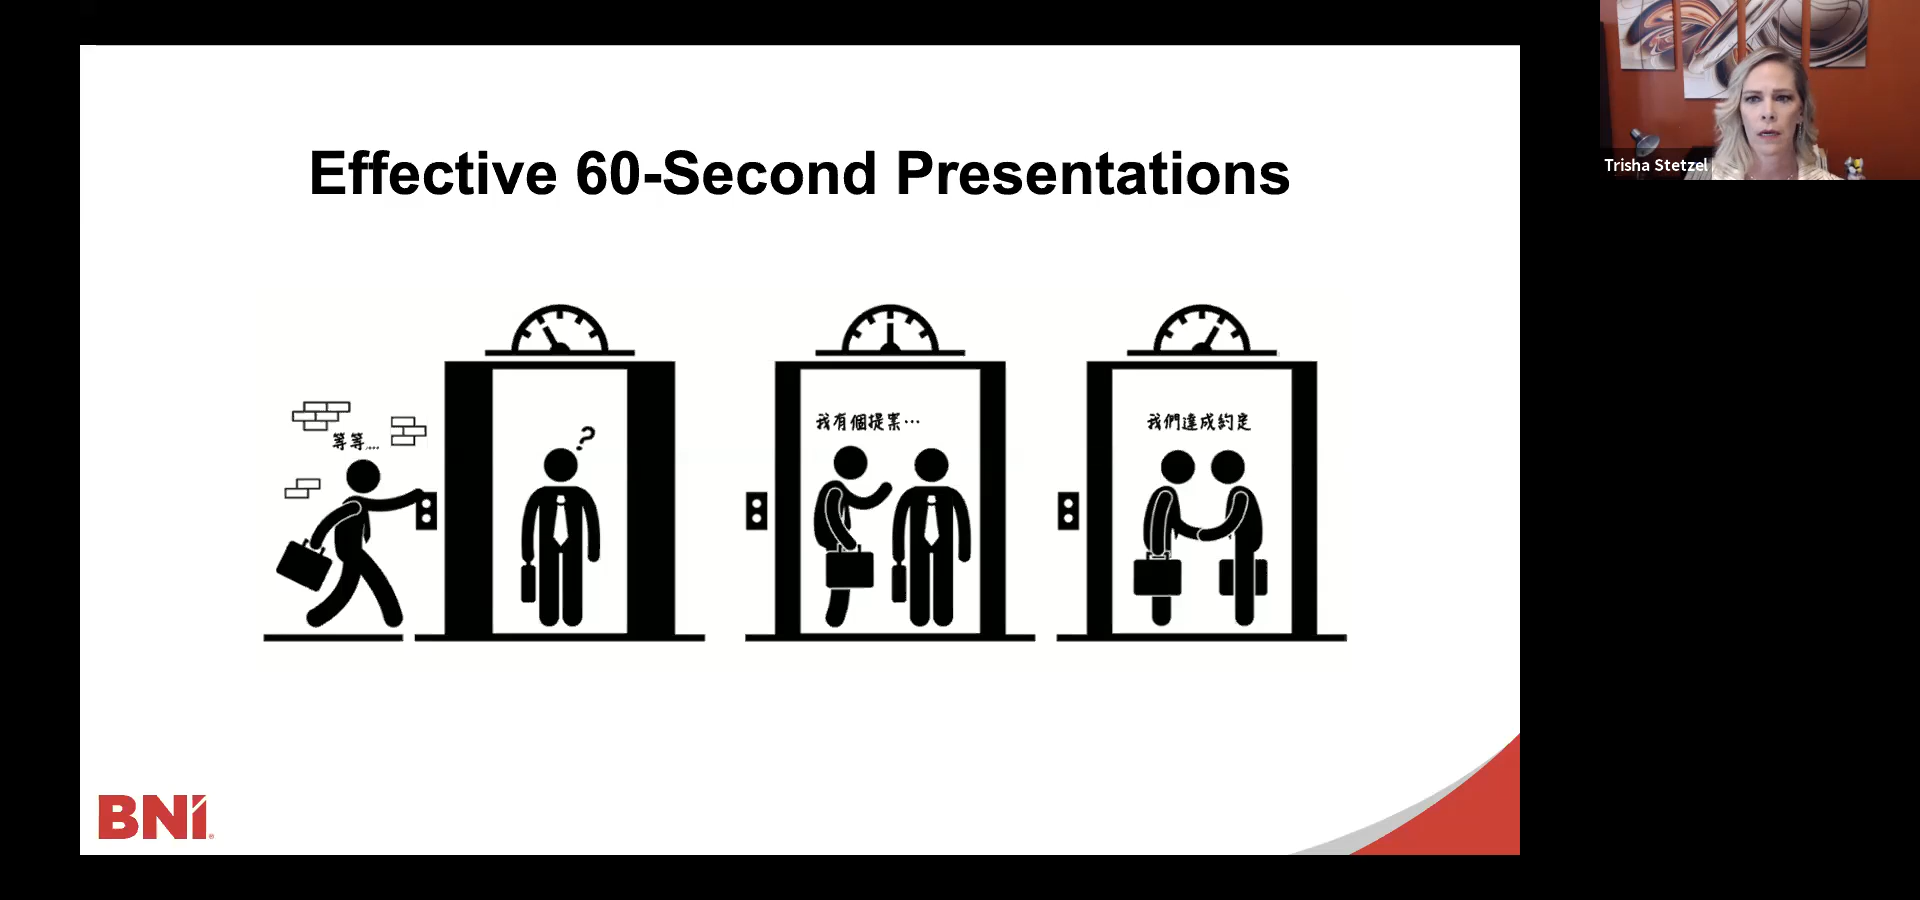 Effective 60-Second Presentations
等等...
?
我有個提案…
我們達成約定
BNI®
Trisha Stetzel